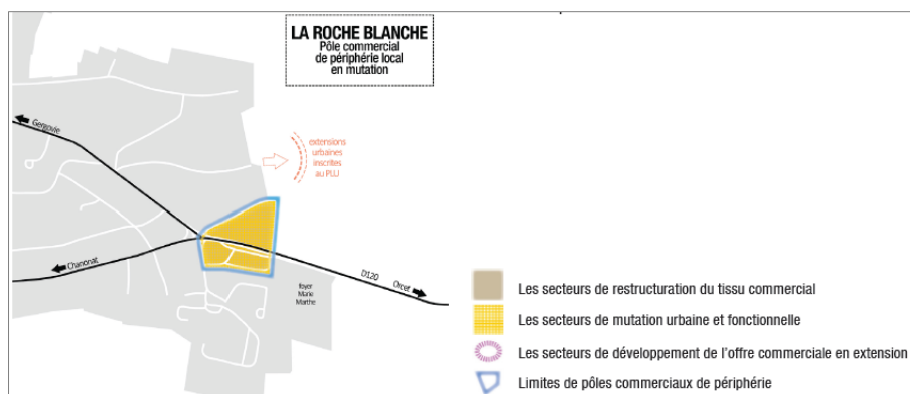 LA ROCHE BLANCHE
Pôle commercial
de périphérie local
en mutation
Gergovie
extensions
urbaines
inscrites
au PLU
Chanonat
D120
Orcet
foyer
Marie
Marthe
Les secteurs de restructuration du tissu commercial
Les secteurs de mutation urbaine et fonctionnelle
Les secteurs de développement de l'offre commerciale en extension
Limites de pôles commerciaux de périphérie